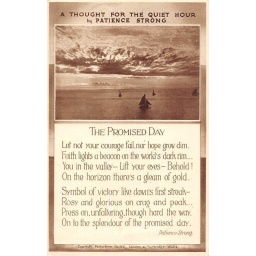 A THOUGHT FOR THE QUIET HOUR
by PATIENCE STRONG
THE PROMISED DAY
Let not your courage fail, nor hope grow dim.
Faith lights a beacon on the world's dark rim...
You in the valley - Lift your eyes - Behold!
On the horizon there's a gleam of gold..
Symbol of victory like dawn's first streak-
Rosy and glorious on crag and peak...
Press on, unfaltering, though hard the way.
On to the splendour of the promised day.
Patience Strong.